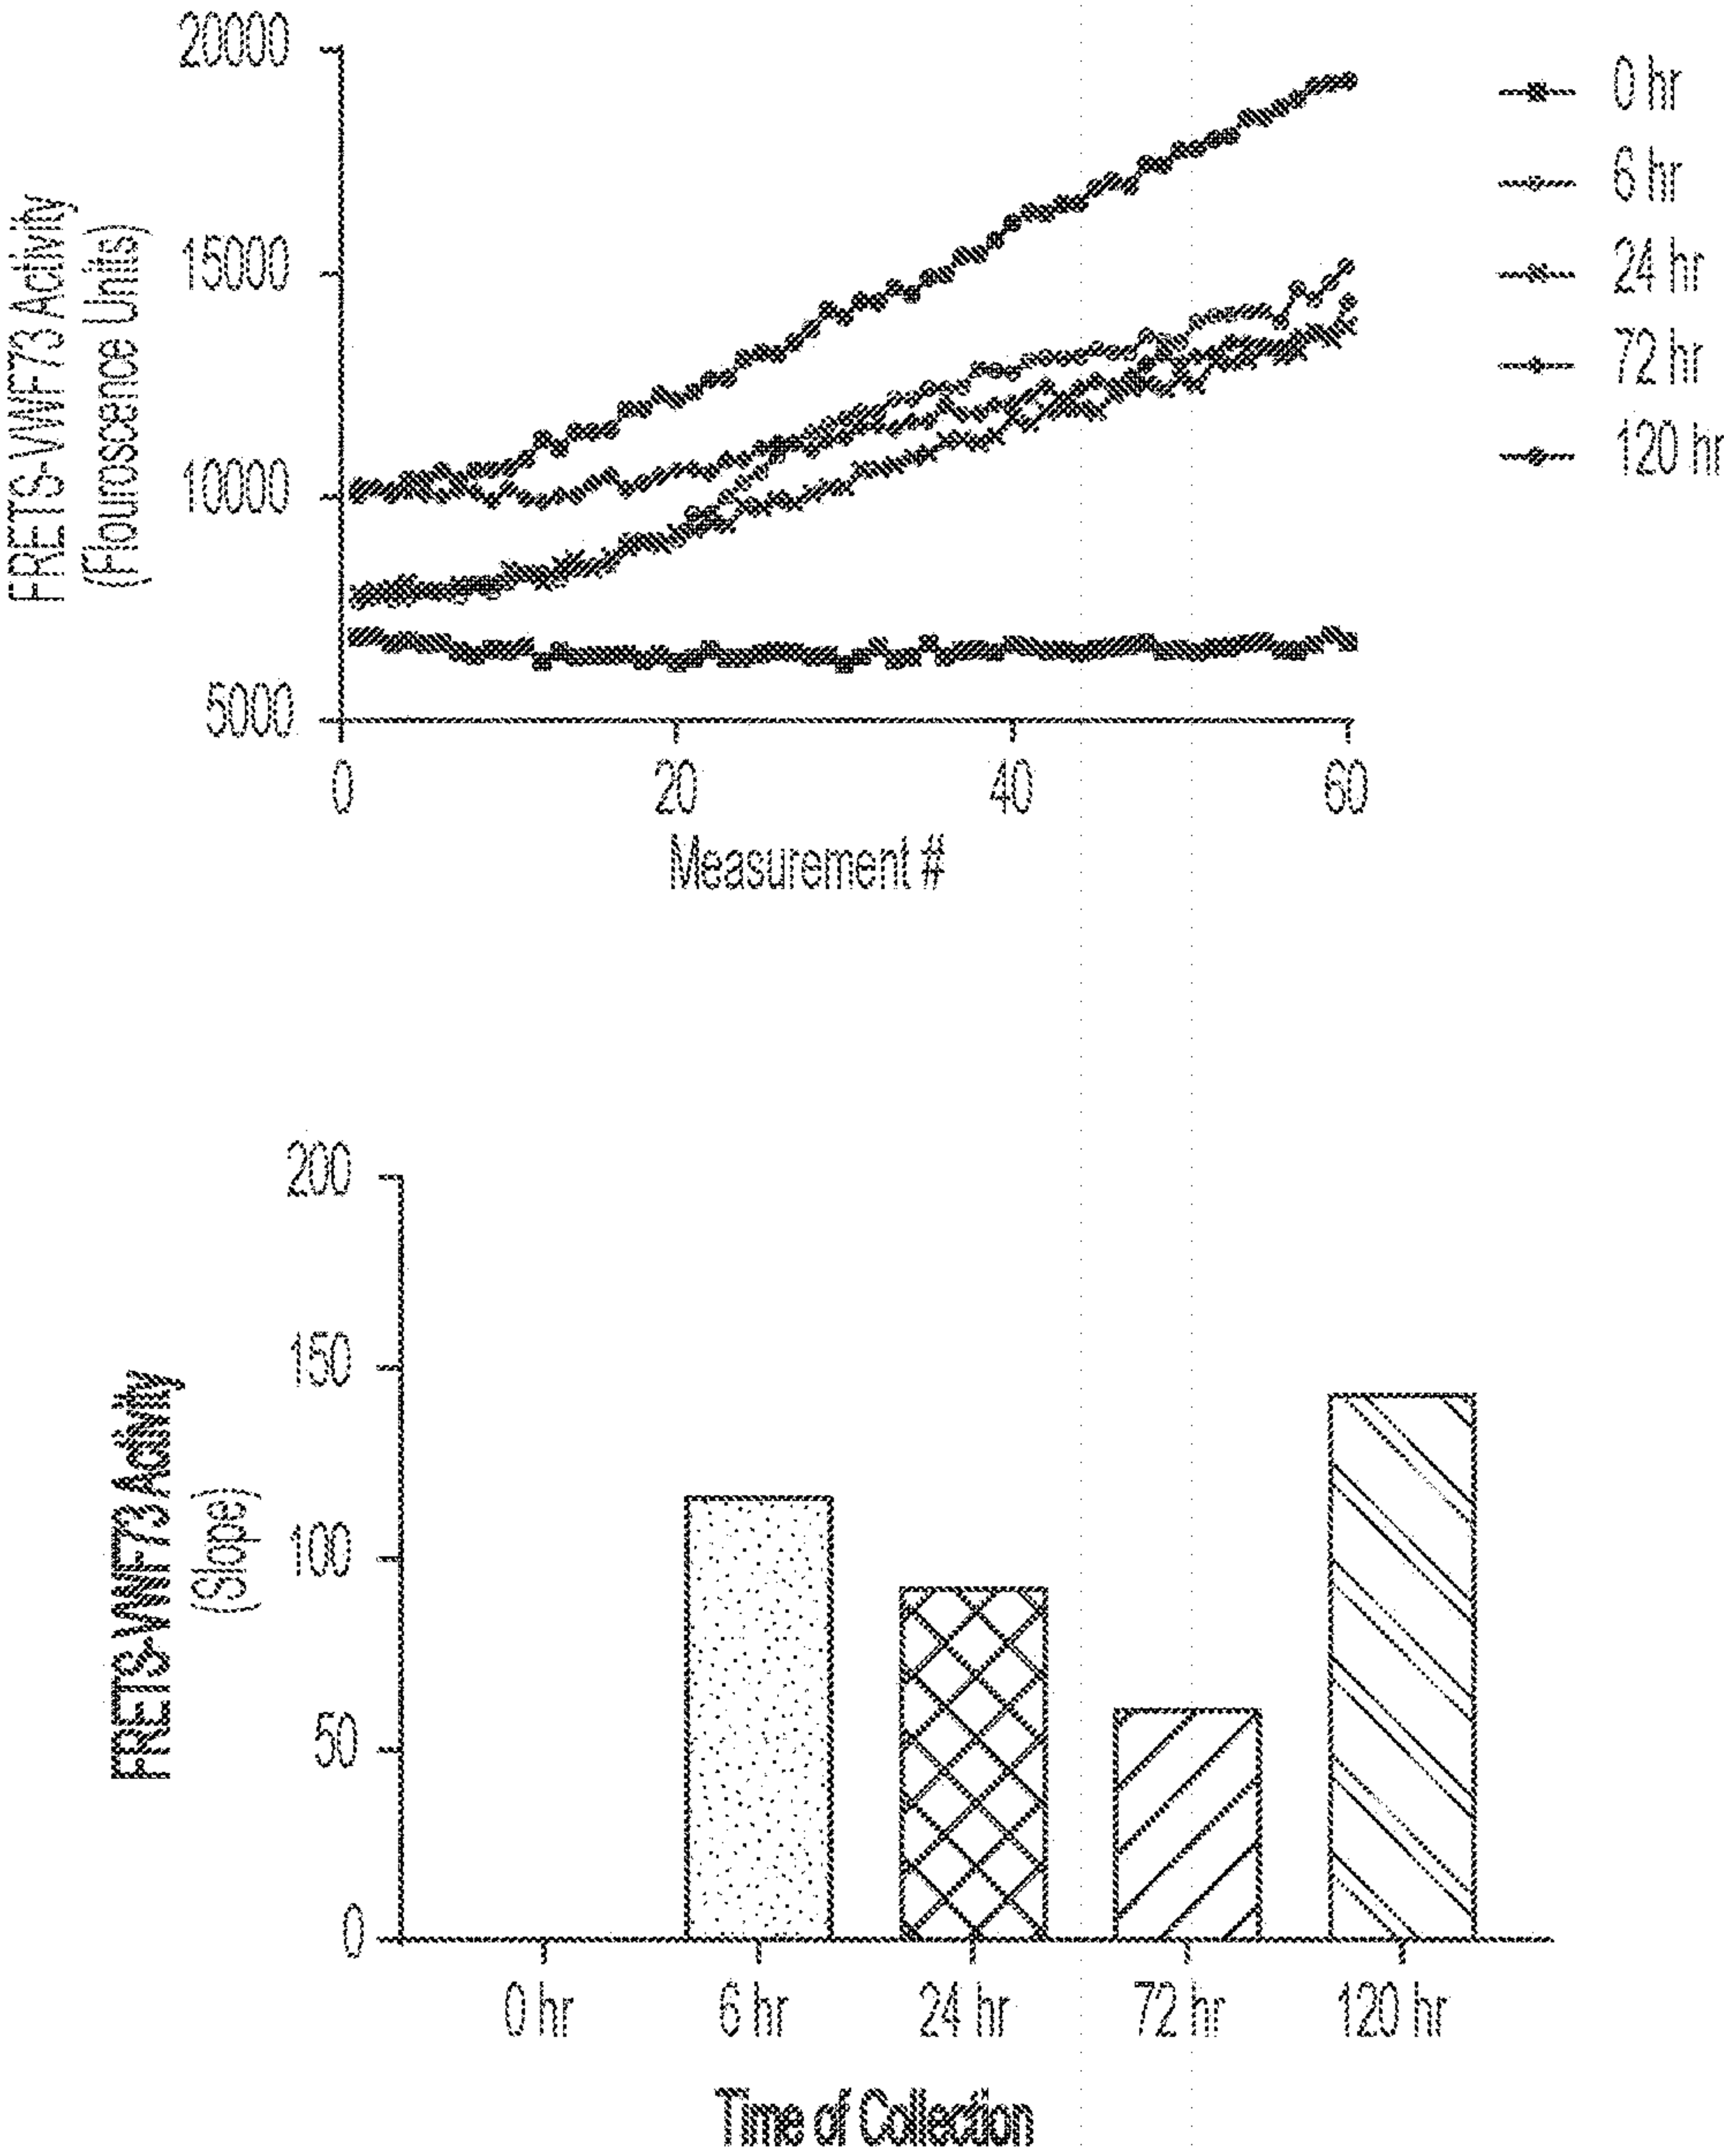 FRETS-VWF73 Activity
(Flouroscence Units)
20000
15000
10000
5000
0
20
40
60
Measurement #
0 hr
6 hr
24 hr
72 hr
120 hr
FRETS-VWF73 Activity
(Slope)
200
150
100
50
0
0 hr
6 hr
24 hr
72 hr
120 hr
Time of Collection